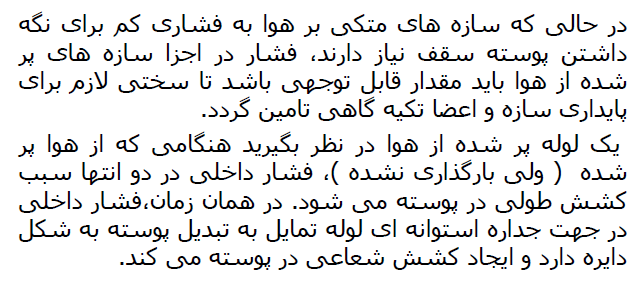 در حالی که سازه های متکی بر هوا به فشاری کم برای نگه
داشتن پوسته سقف نیاز دارند، فشار در اجزا سازه های پر
شده از هوا باید مقدار قابل توجهی باشد تا سختی لازم برای
پایداری سازه و اعضا تکیه گاهی تامین گردد.
یک لوله پر شده از هوا در نظر بگیرید هنگامی که از هوا پر
شده ( ولی بارگذاری نشده )، فشار داخلی در دو انتها سبب
کشش طولی در پوسته می شود. در همان زمان،فشار داخلی
در جهت جداره استوانه ای لوله تمایل به تبدیل پوسته به شکل
دایره دارد و ایجاد کشش شعاعی در پوسته می کند.